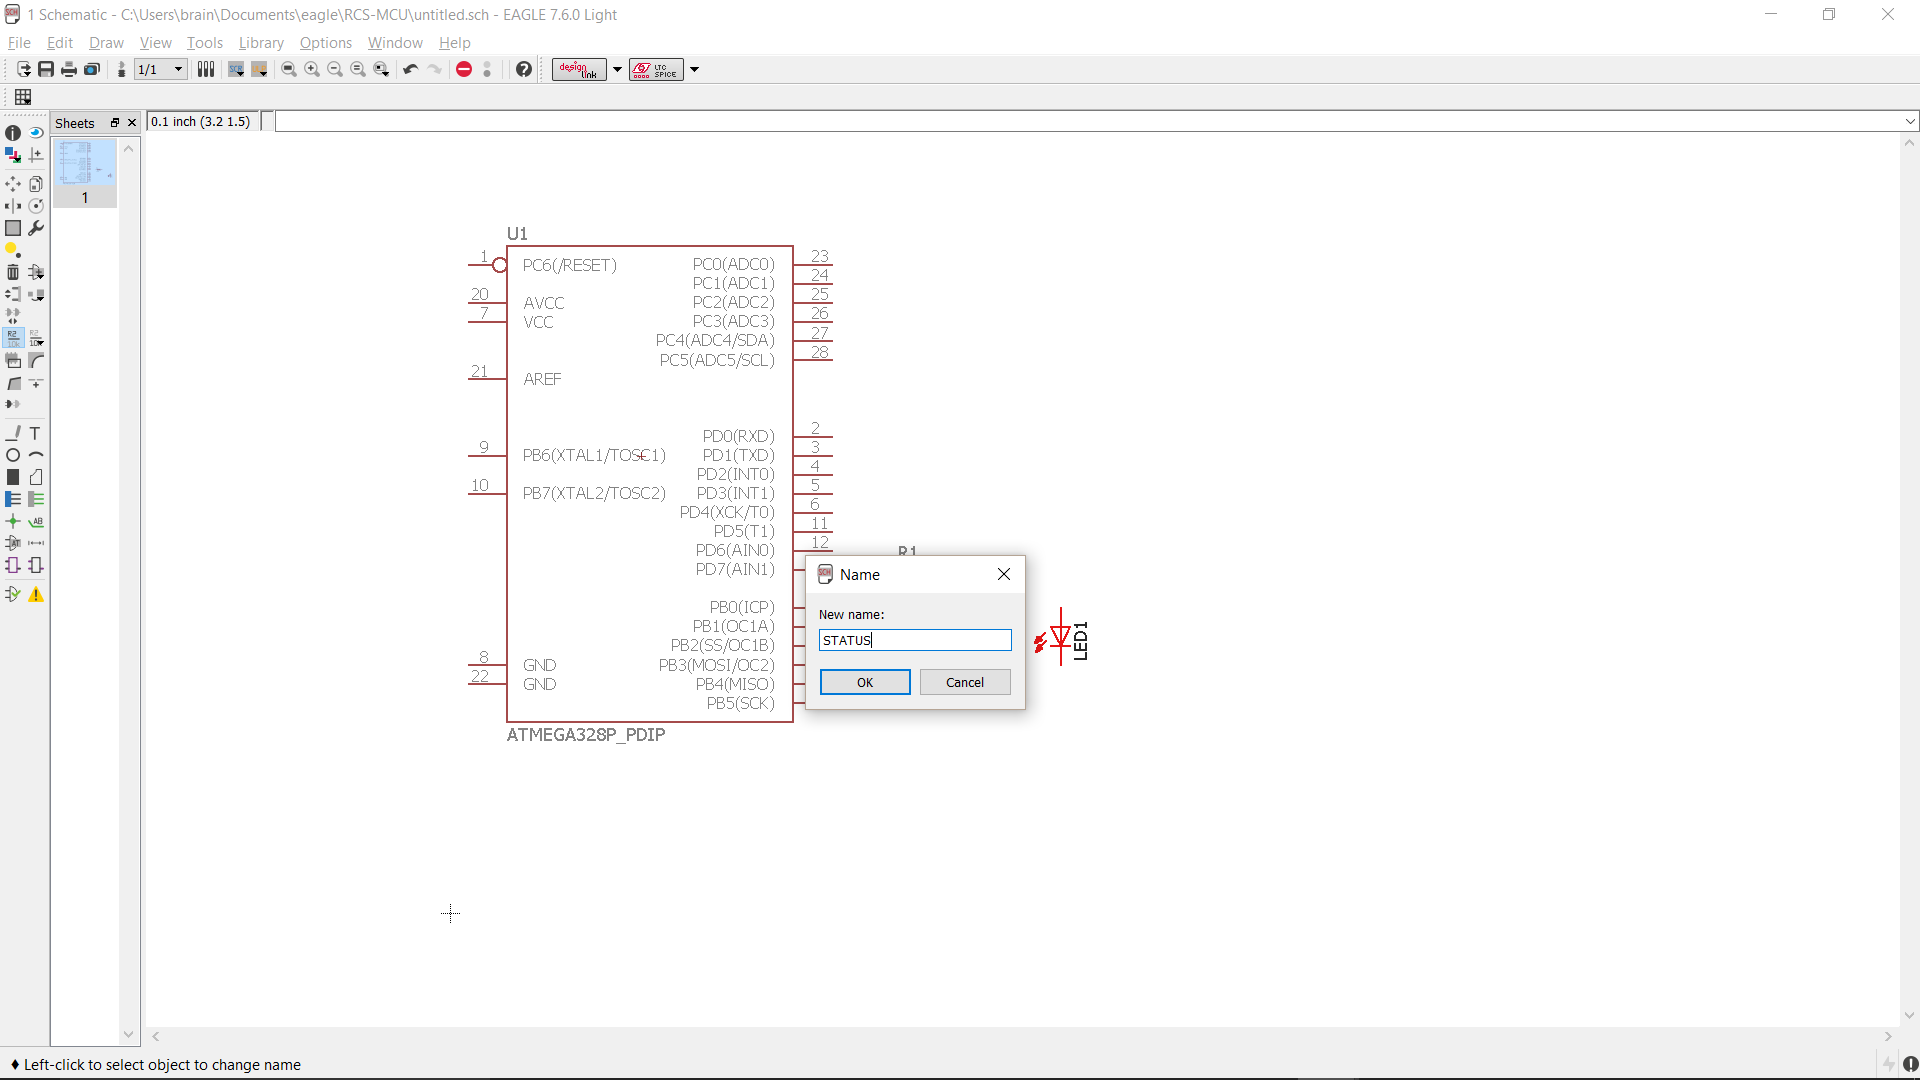 1 Schematic - C:\Users\brain\Documents\eagle\RCS-MCU\untitled.sch - EAGLE 7.6.0 Light
File Edit Draw View Tools Library Options Window Help
1/1 SCR ULP design link LTC SPICE
Sheets
0.1 inch (3.2 1.5)
1
U1
1 PC6(/RESET) PC0(ADC0) 23
PC1(ADC1) 24
20 AVCC PC2(ADC2) 25
7 VCC PC3(ADC3) 26
PC4(ADC4/SDA) 27
PC5(ADC5/SCL) 28
21 AREF
PD0(RXD) 2
9 PB6(XTAL1/TOSC1) PD1(TXD) 3
PD2(INT0) 4
10 PB7(XTAL2/TOSC2) PD3(INT1) 5
PD4(XCK/T0) 6
PD5(T1) 11
PD6(AIN0) 12
PD7(AIN1)
PB0(ICP)
PB1(OC1A)
PB2(SS/OC1B)
8 GND PB3(MOSI/OC2)
22 GND PB4(MISO)
PB5(SCK)
ATMEGA328P_PDIP
R1
Name
New name:
STATUS
OK Cancel
LED1
Left-click to select object to change name